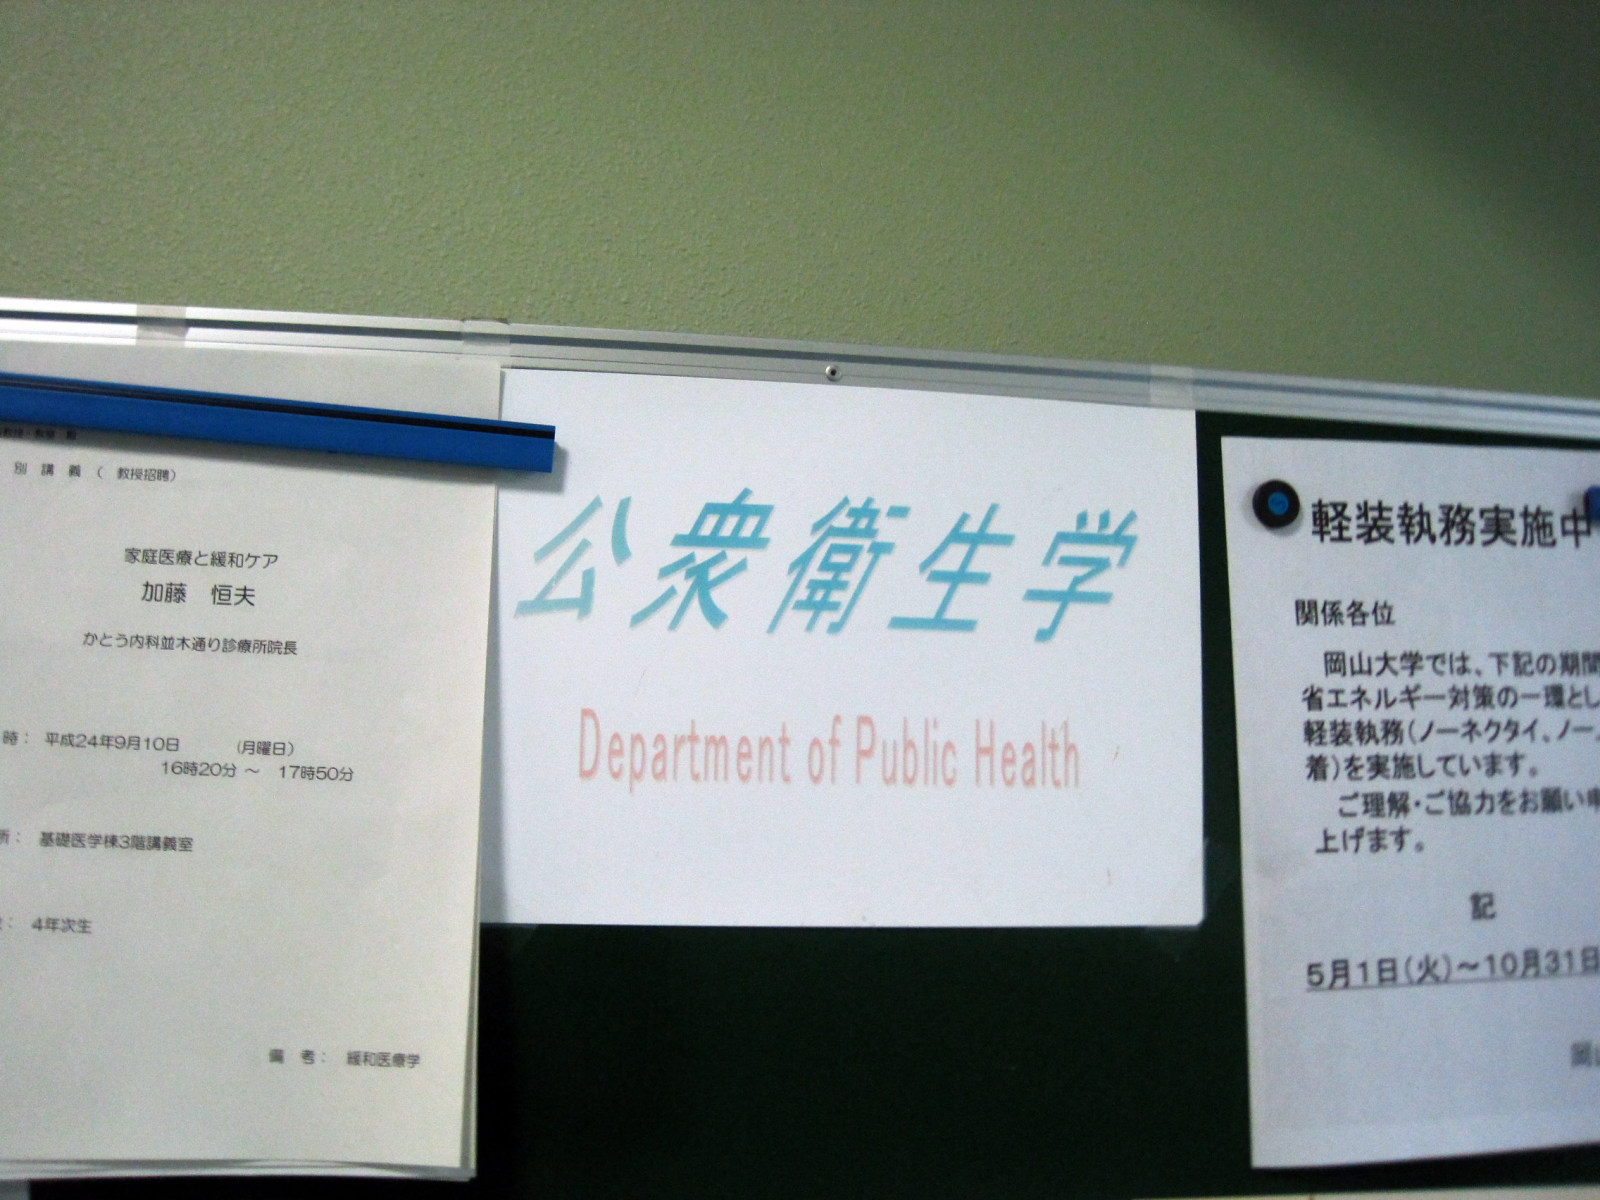 別 講 義 ( 教授招聘)
家庭医療と緩和ケア
加藤 恒夫
かとう内科並木通り診療所院長
時: 平成24年9月10日 (月曜日)
16時20分 ~ 17時50分
所: 基礎医学棟3階講義室
4年次生
備 考: 緩和医療学
公衆衛生学
Department of Public Health
軽装執務実施中
関係各位
岡山大学では、下記の期間
省エネルギー対策の一環とし
軽装執務(ノーネクタイ、ノー
着)を実施しています。
ご理解・ご協力をお願い申
上げます。
記
5月1日(火)~10月31日
岡山